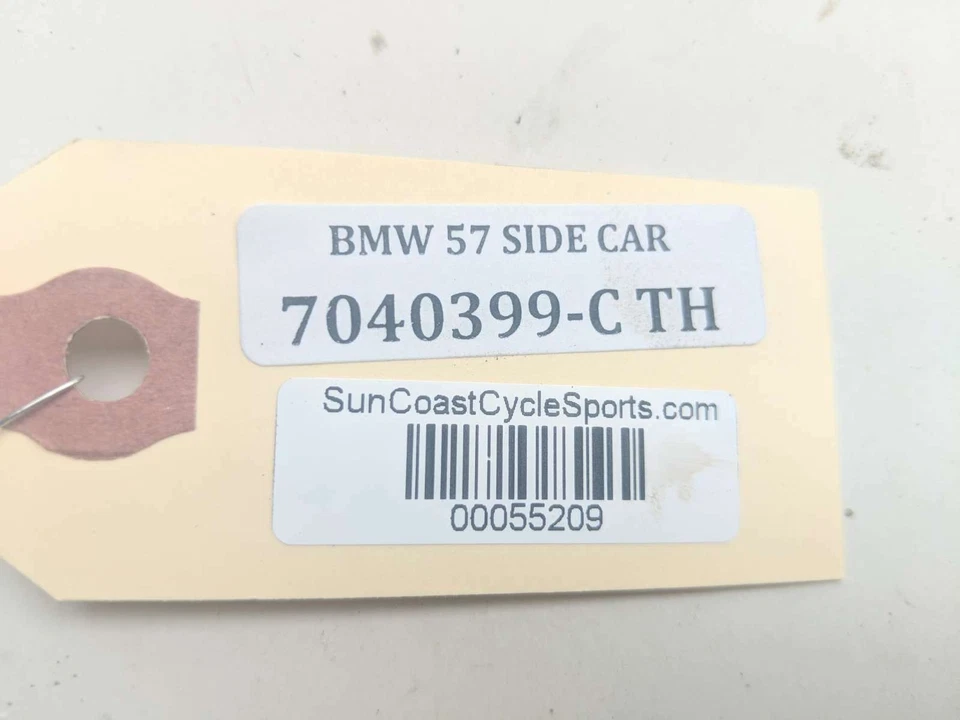 BMW 57 SIDE CAR
7040399-C TH
SunCoastCycleSports.com
00055209